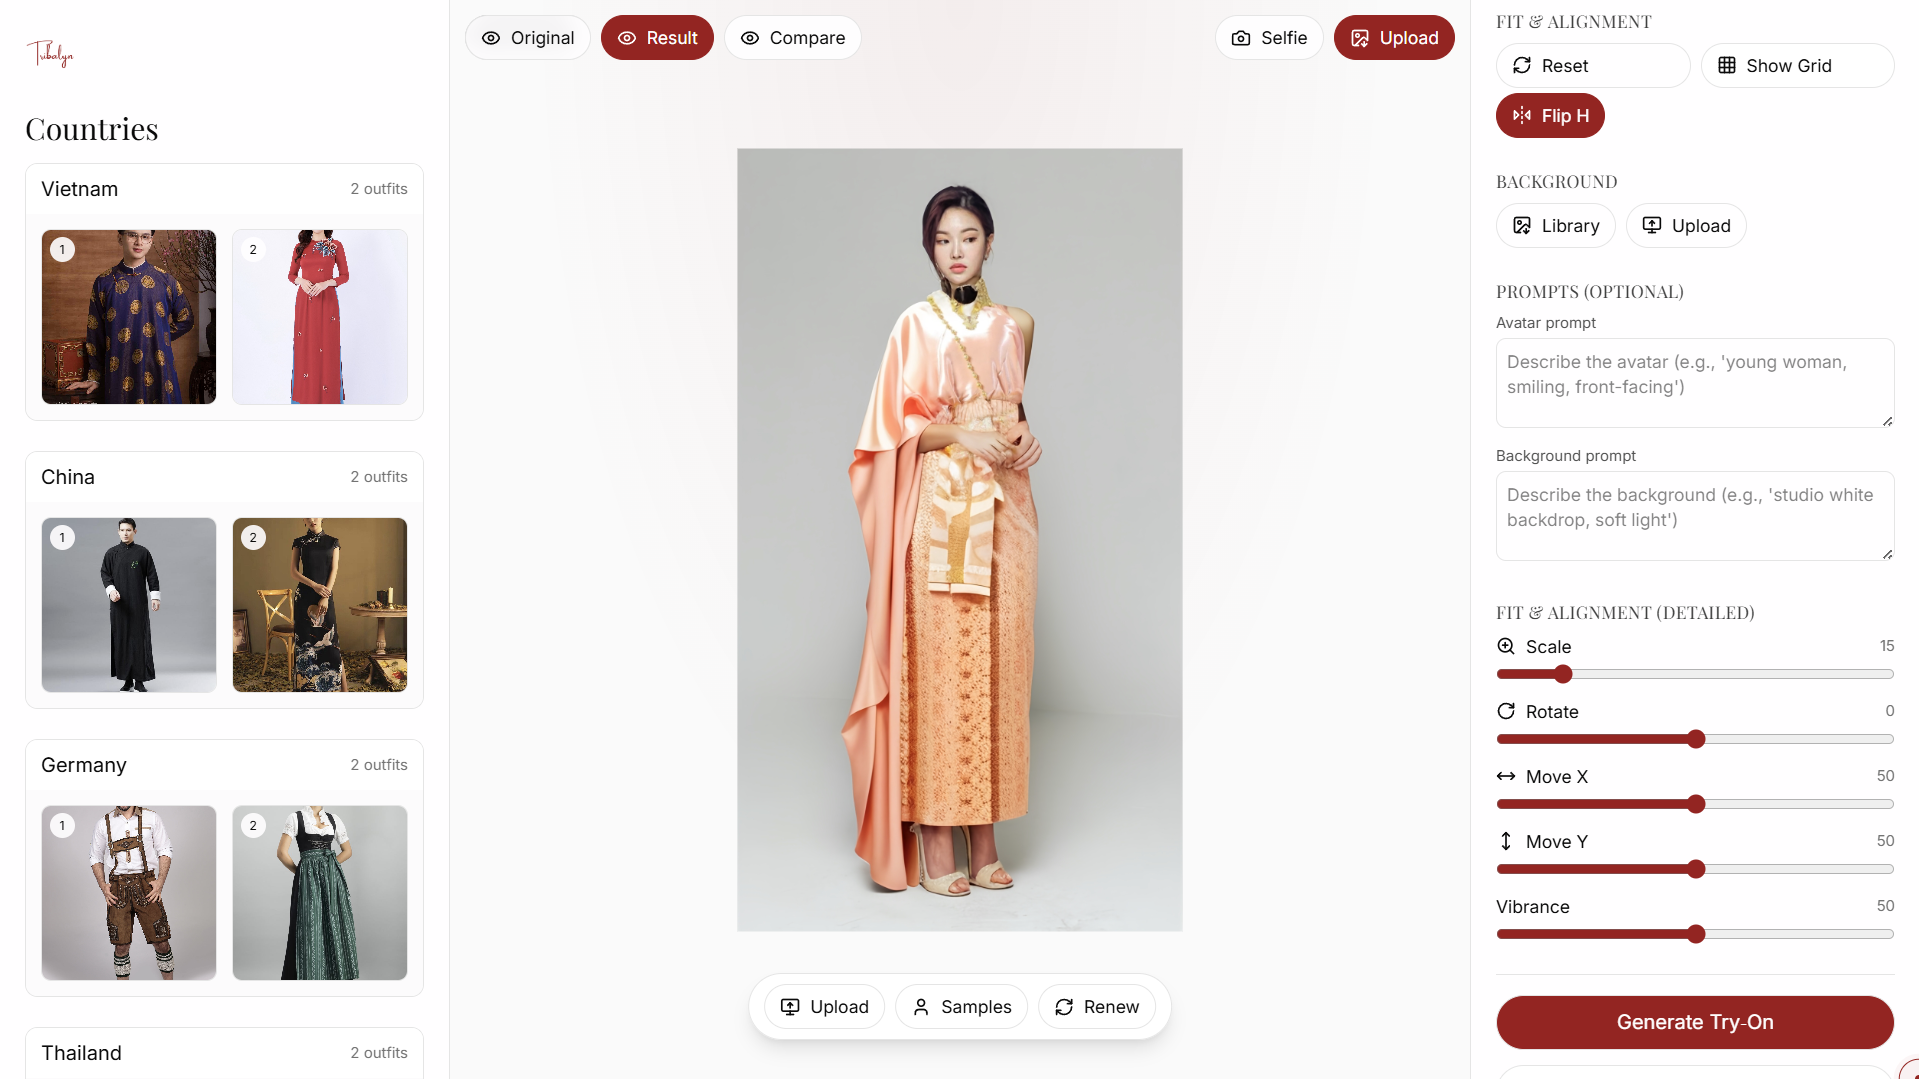 Tribalyn
Countries
Vietnam
2 outfits
1
2
China
2 outfits
1
2
Germany
2 outfits
1
2
Thailand
2 outfits
Original
Result
Compare
Selfie
Upload
Upload
Samples
Renew
FIT & ALIGNMENT
Reset
Show Grid
Flip H
BACKGROUND
Library
Upload
PROMPTS (OPTIONAL)
Avatar prompt
Describe the avatar (e.g., 'young woman,
smiling, front-facing')
Background prompt
Describe the background (e.g., 'studio white
backdrop, soft light')
FIT & ALIGNMENT (DETAILED)
Scale
15
Rotate
0
Move X
50
Move Y
50
Vibrance
50
Generate Try-On